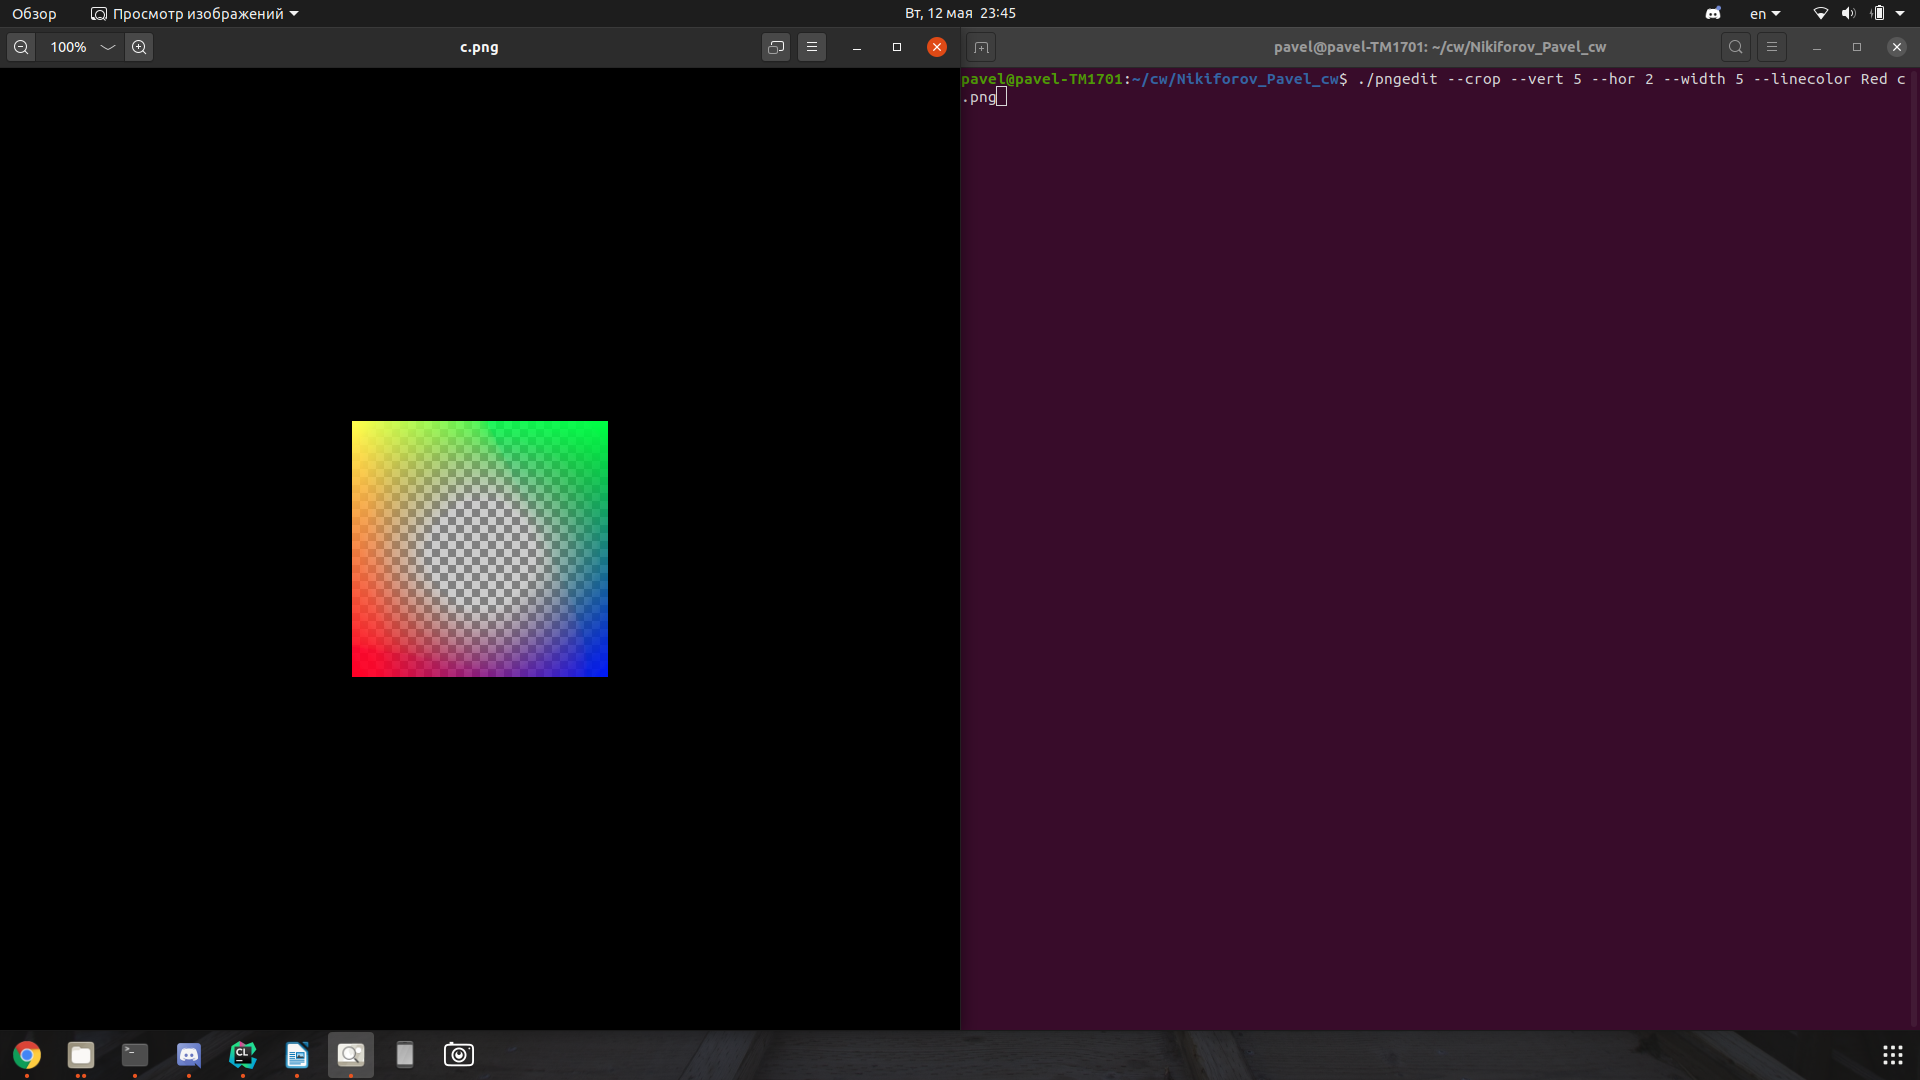 Обзор
Просмотр изображений
Вт, 12 мая 23:45
en
100%
c.png
pavel@pavel-TM1701: ~/cw/Nikiforov_Pavel_cw
pavel@pavel-TM1701:~/cw/Nikiforov_Pavel_cw$ ./pngedit --crop --vert 5 --hor 2 --width 5 --linecolor Red c
.png
CL